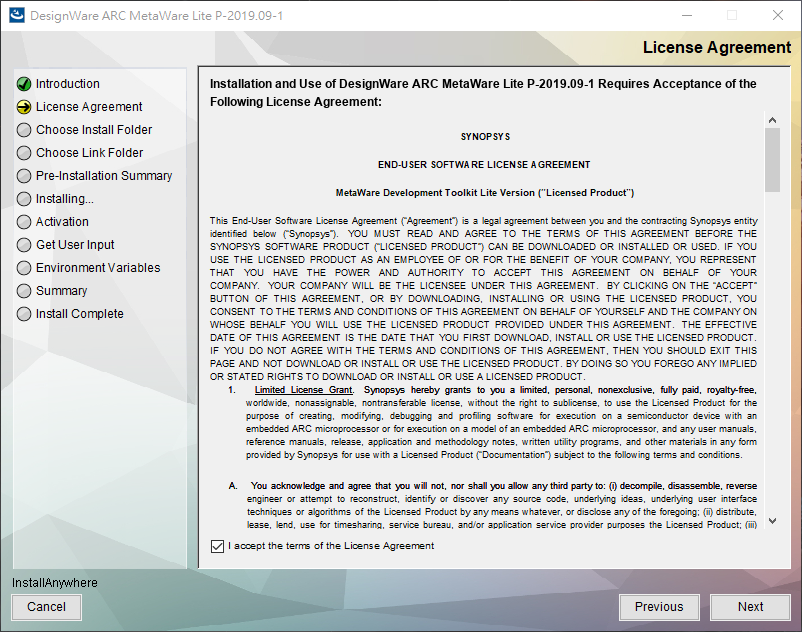 DesignWare ARC MetaWare Lite P-2019.09-1
License Agreement
Introduction
License Agreement
Choose Install Folder
Choose Link Folder
Pre-Installation Summary
Installing...
Activation
Get User Input
Environment Variables
Summary
Install Complete
Installation and Use of DesignWare ARC MetaWare Lite P-2019.09-1 Requires Acceptance of the
Following License Agreement:
SYNOPSYS
END-USER SOFTWARE LICENSE AGREEMENT
MetaWare Development Toolkit Lite Version ("Licensed Product")
This End-User Software License Agreement ("Agreement") is a legal agreement between you and the contracting Synopsys entity
identified below ("Synopsys"). YOU MUST READ AND AGREE TO THE TERMS OF THIS AGREEMENT BEFORE THE
SYNOPSYS SOFTWARE PRODUCT ("LICENSED PRODUCT") CAN BE DOWNLOADED OR INSTALLED OR USED. IF YOU
USE THE LICENSED PRODUCT AS AN EMPLOYEE OF OR FOR THE BENEFIT OF YOUR COMPANY, YOU REPRESENT
THAT YOU HAVE THE POWER AND AUTHORITY TO ACCEPT THIS AGREEMENT ON BEHALF OF YOUR
COMPANY. YOUR COMPANY WILL BE THE LICENSEE UNDER THIS AGREEMENT. BY CLICKING ON THE "ACCEPT"
BUTTON OF THIS AGREEMENT, OR BY DOWNLOADING, INSTALLING OR USING THE LICENSED PRODUCT, YOU
CONSENT TO THE TERMS AND CONDITIONS OF THIS AGREEMENT ON BEHALF OF YOURSELF AND THE COMPANY ON
WHOSE BEHALF YOU WILL USE THE LICENSED PRODUCT PROVIDED UNDER THIS AGREEMENT. THE EFFECTIVE
DATE OF THIS AGREEMENT IS THE DATE THAT YOU FIRST DOWNLOAD, INSTALL OR USE THE LICENSED PRODUCT.
IF YOU DO NOT AGREE WITH THE TERMS AND CONDITIONS OF THIS AGREEMENT, THEN YOU SHOULD EXIT THIS
PAGE AND NOT DOWNLOAD OR INSTALL OR USE THE LICENSED PRODUCT. BY DOING SO YOU FOREGO ANY IMPLIED
OR STATED RIGHTS TO DOWNLOAD OR INSTALL OR USE A LICENSED PRODUCT.
1. Limited License Grant. Synopsys hereby grants to you a limited, personal, nonexclusive, fully paid, royalty-free,
worldwide, nonassignable, nontransferable license, without the right to sublicense, to use the Licensed Product for the
purpose of creating, modifying, debugging and profiling software for execution on a semiconductor device with an
embedded ARC microprocessor or for execution on a model of an embedded ARC microprocessor, and any user manuals,
reference manuals, release, application and methodology notes, written utility programs, and other materials in any form
provided by Synopsys for use with a Licensed Product ("Documentation") subject to the following terms and conditions.
A. You acknowledge and agree that you will not, nor shall you allow any third party to: (i) decompile, disassemble, reverse
engineer or attempt to reconstruct, identify or discover any source code, underlying ideas, underlying user interface
techniques or algorithms of the Licensed Product by any means whatever, or disclose any of the foregoing; (ii) distribute,
lease, lend, use for timesharing, service bureau, and/or application service provider purposes the Licensed Product; (iii)
I accept the terms of the License Agreement
InstallAnywhere
Cancel
Previous
Next